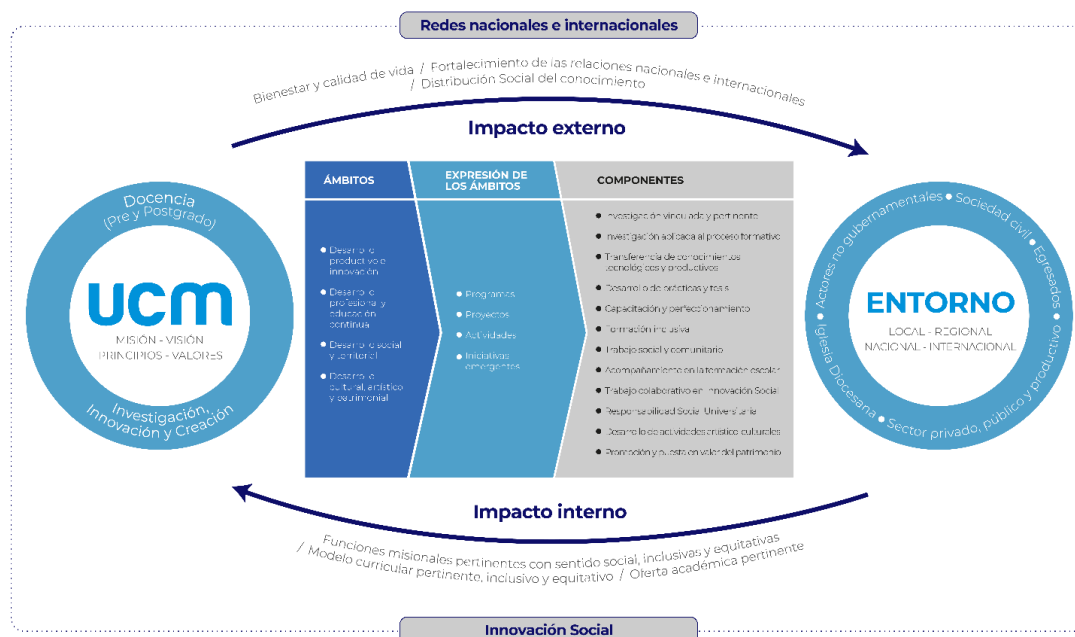 Redes nacionales e internacionales
Bienestar y calidad de vida / Fortalecimiento de las relaciones nacionales e internacionales
/ Distribución Social del conocimiento
Impacto externo
Docencia
(Pre y Postgrado)
ucm
MISIÓN - VISIÓN
PRINCIPIOS - VALORES
Investigación,
Innovación y Creación
ÁMBITOS
● Desarrollo
productivo e
innovación
● Desarrollo
profesional y
educación
continua
● Desarrollo social
y territorial
● Desarrollo
cultural, artístico
y patrimonial
EXPRESIÓN DE
LOS ÁMBITOS
● Programas
● Proyectos
● Actividades
● Iniciativas
emergentes
COMPONENTES
● Investigación vinculada y pertinente
● Investigación aplicada al proceso formativo
● Transferencia de conocimientos
tecnológicos y productivos
● Desarrollo de prácticas y tesis
● Capacitación y perfeccionamiento
● Formación inclusiva
● Trabajo social y comunitario
● Acompañamiento en la formación escolar
● Trabajo colaborativo en Innovación Social
● Responsabilidad Social Universitaria
● Desarrollo de actividades artístico-culturales
● Promoción y puesta en valor del patrimonio
● Actores no gubernamentales ● Sociedad civil ● Egresados
● Iglesia Diocesana ● Sector privado, público y productivo
ENTORNO
LOCAL - REGIONAL
NACIONAL - INTERNACIONAL
Impacto interno
Funciones misionales pertinentes con sentido social, inclusivas y equitativas
/ Modelo curricular pertinente, inclusivo y equitativo / Oferta académica pertinente
Innovación Social